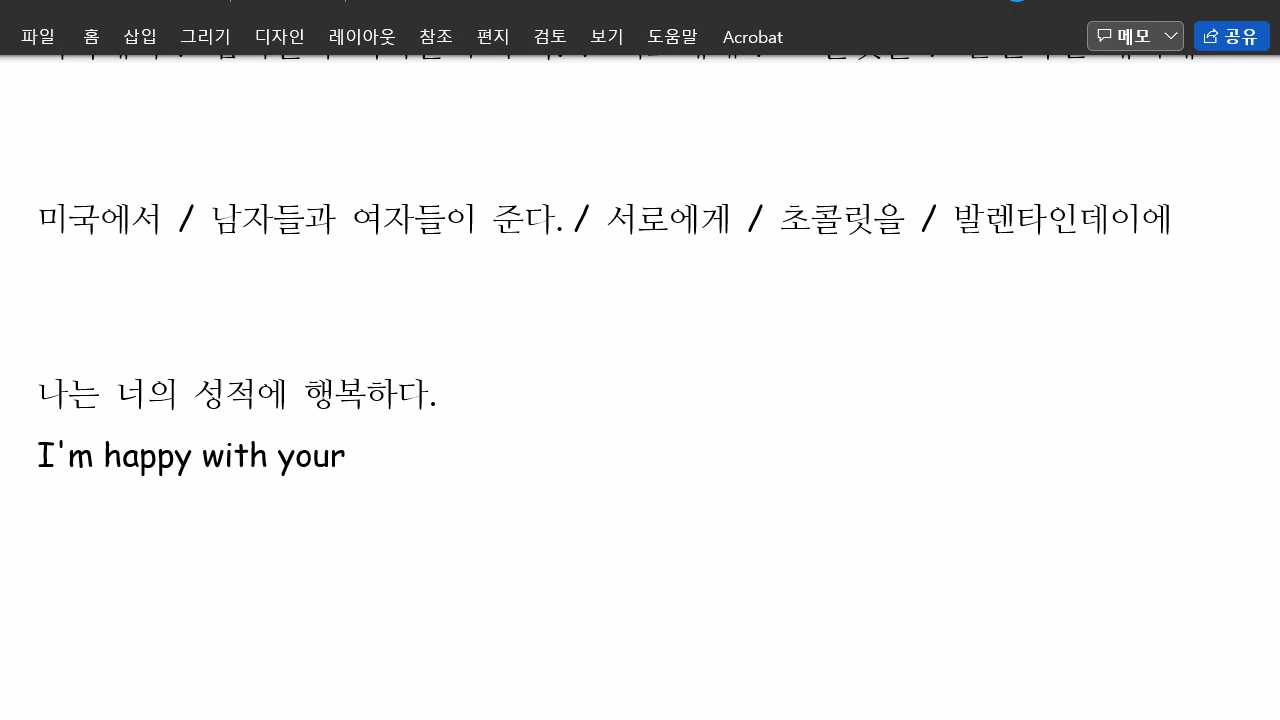 파일 홈 삽입 그리기 디자인 레이아웃 참조 편지 검토 보기 도움말 Acrobat 메모 공유
미국에서 / 남자들과 여자들이 준다. / 서로에게 / 초콜릿을 / 발렌타인데이에
나는 너의 성적에 행복하다.
I'm happy with your